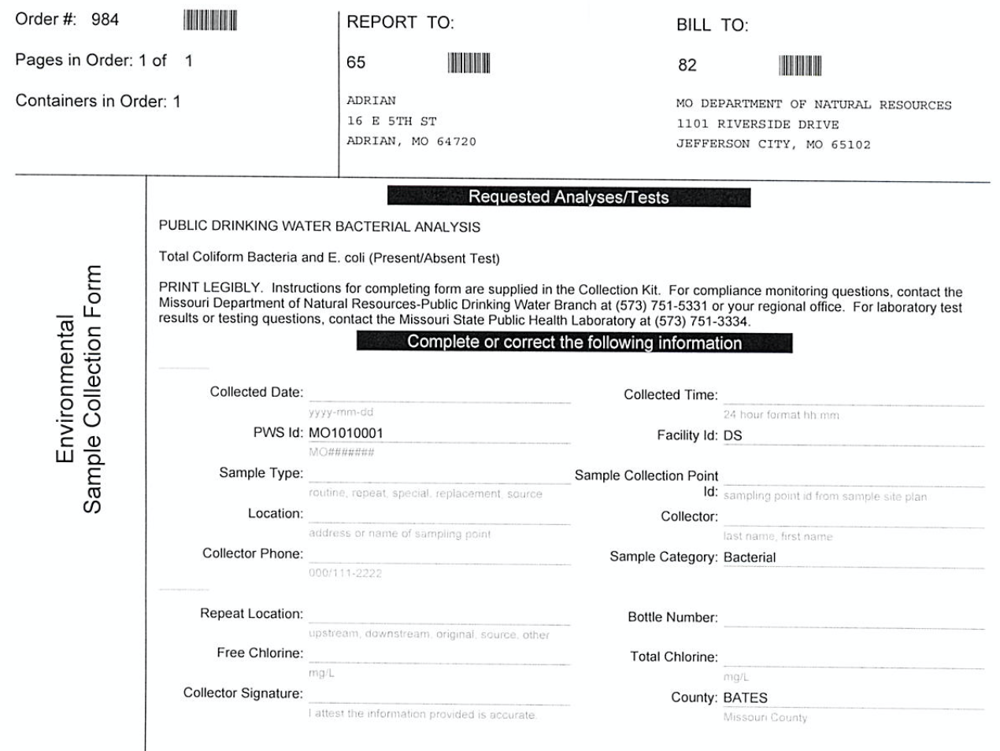 Order #: 984
Pages in Order: 1 of 1
Containers in Order: 1
REPORT TO:
65
ADRIAN
16 E 5TH ST
ADRIAN, MO 64720
BILL TO:
82
MO DEPARTMENT OF NATURAL RESOURCES
1101 RIVERSIDE DRIVE
JEFFERSON CITY, MO 65102
Environmental
Sample Collection Form
Requested Analyses/Tests
PUBLIC DRINKING WATER BACTERIAL ANALYSIS
Total Coliform Bacteria and E. coli (Present/Absent Test)
PRINT LEGIBLY. Instructions for completing form are supplied in the Collection Kit. For compliance monitoring questions, contact the
Missouri Department of Natural Resources-Public Drinking Water Branch at (573) 751-5331 or your regional office. For laboratory test
results or testing questions, contact the Missouri State Public Health Laboratory at (573) 751-3334.
Complete or correct the following information
Collected Date:
yyyy-mm-dd
Collected Time:
24 hour format hh mm
PWS Id: MO1010001
MO#######
Facility Id: DS
Sample Type:
routine, repeat, special, replacement, source
Sample Collection Point
Id:
sampling point id from sample site plan
Location:
address or name of sampling point
Collector:
last name, first name
Collector Phone:
000/111-2222
Sample Category: Bacterial
Repeat Location:
upstream, downstream, original, source, other
Bottle Number:
Free Chlorine:
mg/L
Total Chlorine:
mg/L
Collector Signature:
I attest the information provided is accurate.
County: BATES
Missouri County